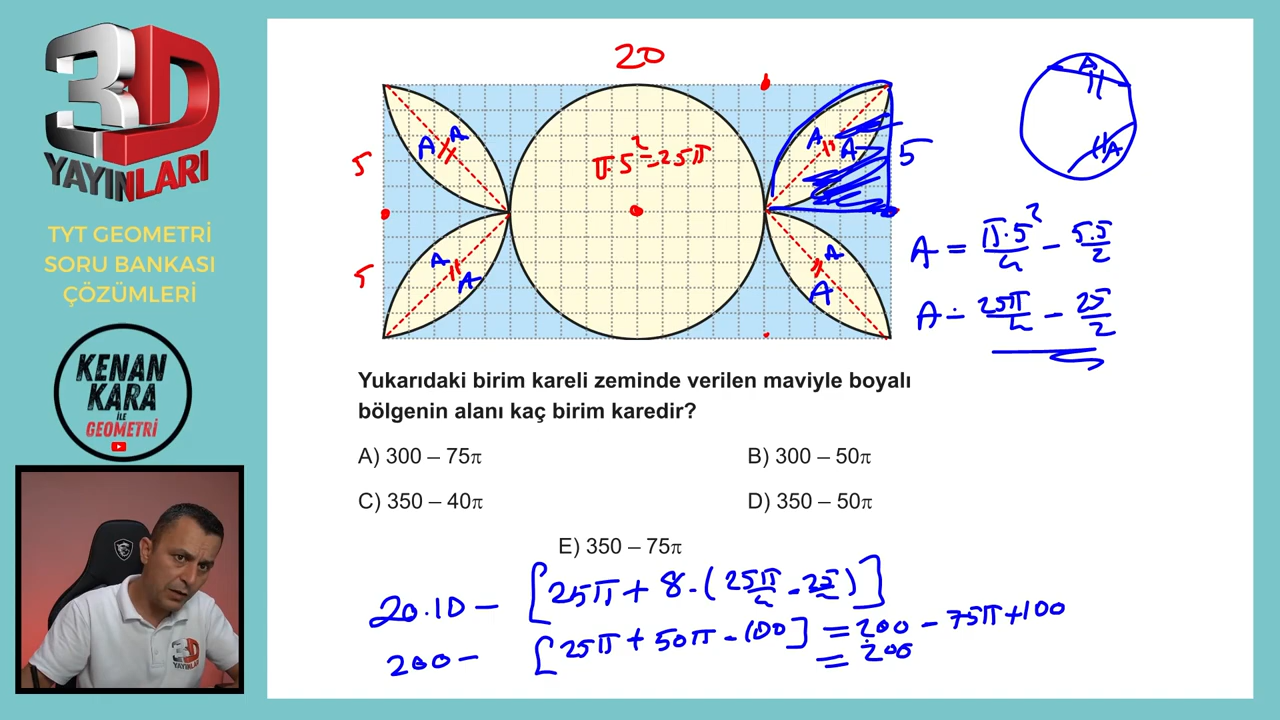 3D
YAYINLARI
TYT GEOMETRİ
SORU BANKASI
ÇÖZÜMLERİ
KENAN
KARA
İLE
GEOMETRİ
20
5
5
5
A A
A A
A A
A A
π.5² = 25π
A
A
A = π.5²/4 − 5.5/2
A = 25π/4 − 25/2
Yukarıdaki birim kareli zeminde verilen maviyle boyalı
bölgenin alanı kaç birim karedir?
A) 300 – 75π
B) 300 – 50π
C) 350 – 40π
D) 350 – 50π
E) 350 – 75π
20.10 − [25π + 8.(25π/4 − 25/2)]
200 − [25π + 50π − 100] = 200 − 75π + 100
= 200
3D
YAYINLARI